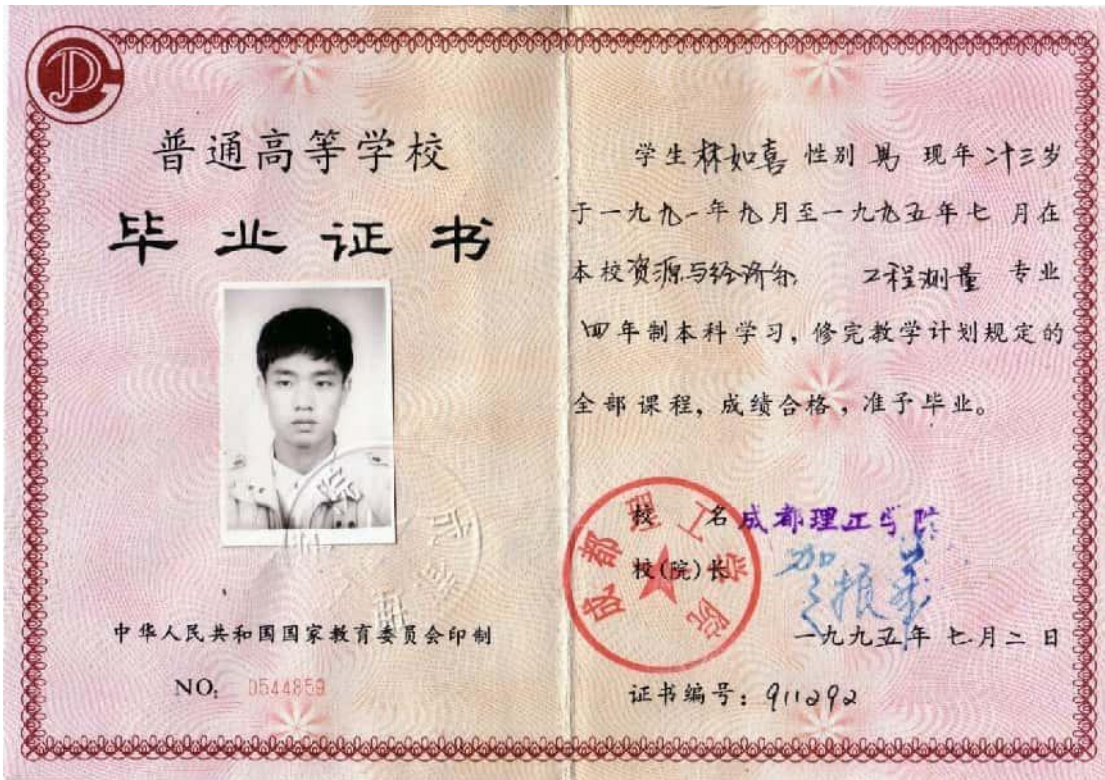 普通高等学校
毕业证书
中华人民共和国国家教育委员会印制
NO: 0544859
学生林如喜 性别 男 现年廿三岁
于一九九一年九月至一九九五年七月在
本校资源与经济系 工程测量 专业
四年制本科学习,修完教学计划规定的
全部课程,成绩合格,准予毕业。
校 名 成都理工学院
校(院)长
一九九五年七月二日
证书编号:911292
成都理工学院